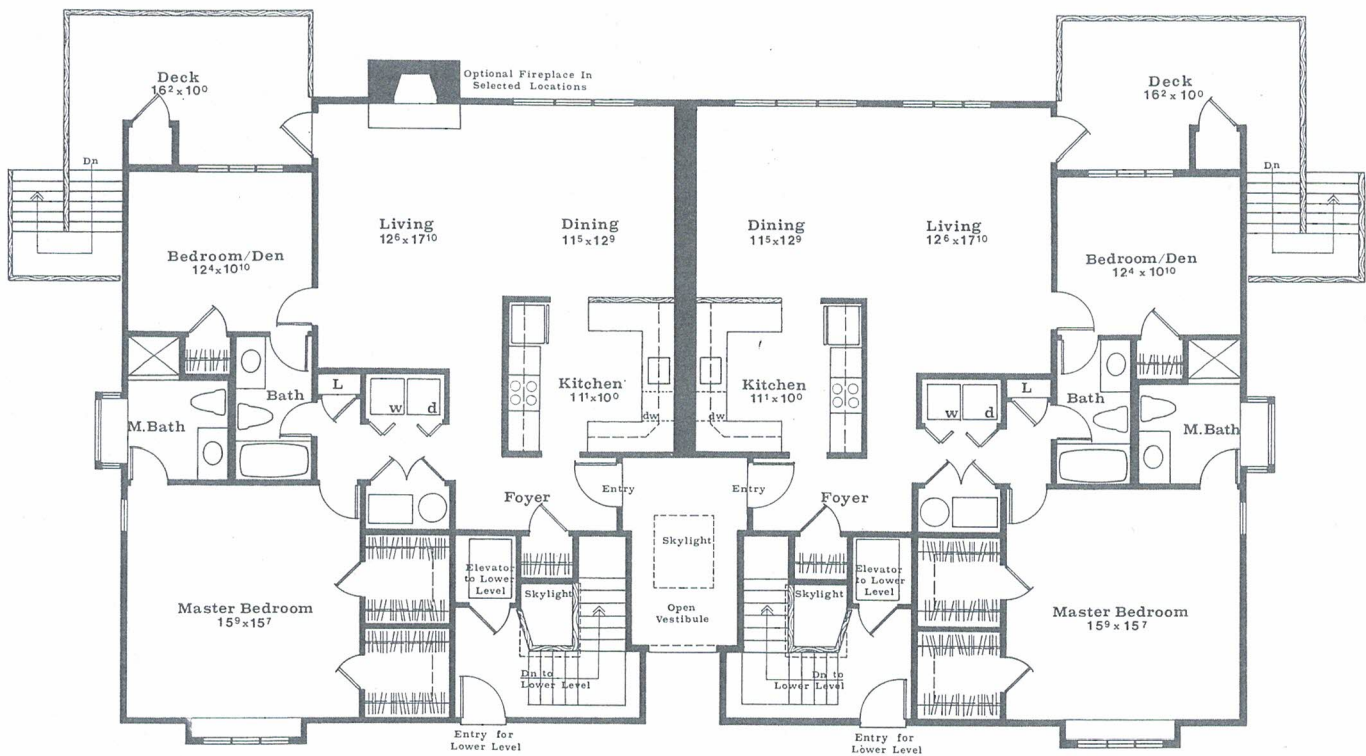 Deck
16² x 10⁰
Optional Fireplace In
Selected Locations
Deck
16² x 10⁰
Dn
Dn
Living
12⁶ x 17¹⁰
Dining
11⁵ x 12⁹
Dining
11⁵ x 12⁹
Living
12⁶ x 17¹⁰
Bedroom/Den
12⁴ x 10¹⁰
Bedroom/Den
12⁴ x 10¹⁰
Kitchen
11¹ x 10⁰
Kitchen
11¹ x 10⁰
L
w d
Bath
M.Bath
dw
dw
w d
L
Bath
M.Bath
Foyer
Entry
Entry
Foyer
Skylight
Elevator
to Lower
Level
Skylight
Open
Vestibule
Skylight
Elevator
to Lower
Level
Master Bedroom
15⁹ x 15⁷
Master Bedroom
15⁹ x 15⁷
Dn to
Lower Level
Dn to
Lower Level
Entry for
Lower Level
Entry for
Lower Level